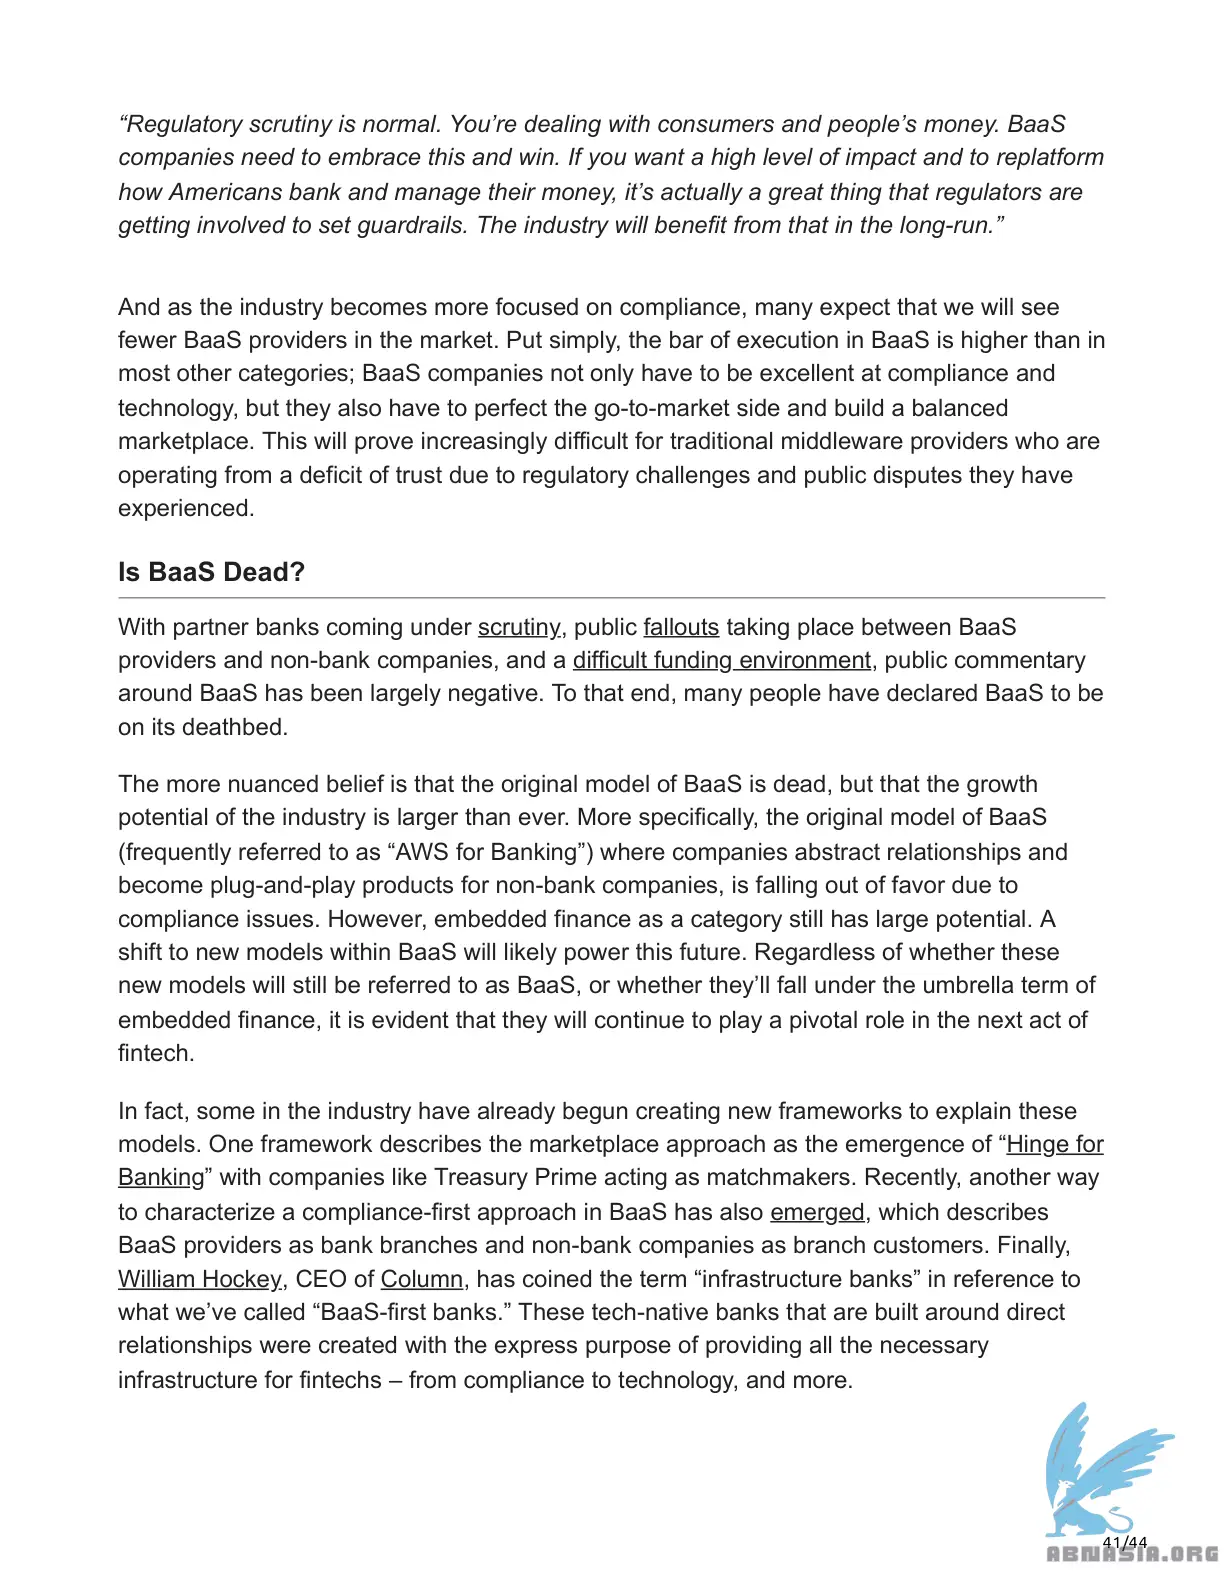 “Regulatory scrutiny is normal. You’re dealing with consumers and people’s money. BaaS
companies need to embrace this and win. If you want a high level of impact and to replatform
how Americans bank and manage their money, it’s actually a great thing that regulators are
getting involved to set guardrails. The industry will benefit from that in the long-run.”
And as the industry becomes more focused on compliance, many expect that we will see
fewer BaaS providers in the market. Put simply, the bar of execution in BaaS is higher than in
most other categories; BaaS companies not only have to be excellent at compliance and
technology, but they also have to perfect the go-to-market side and build a balanced
marketplace. This will prove increasingly difficult for traditional middleware providers who are
operating from a deficit of trust due to regulatory challenges and public disputes they have
experienced.
Is BaaS Dead?
With partner banks coming under scrutiny, public fallouts taking place between BaaS
providers and non-bank companies, and a difficult funding environment, public commentary
around BaaS has been largely negative. To that end, many people have declared BaaS to be
on its deathbed.
The more nuanced belief is that the original model of BaaS is dead, but that the growth
potential of the industry is larger than ever. More specifically, the original model of BaaS
(frequently referred to as “AWS for Banking”) where companies abstract relationships and
become plug-and-play products for non-bank companies, is falling out of favor due to
compliance issues. However, embedded finance as a category still has large potential. A
shift to new models within BaaS will likely power this future. Regardless of whether these
new models will still be referred to as BaaS, or whether they’ll fall under the umbrella term of
embedded finance, it is evident that they will continue to play a pivotal role in the next act of
fintech.
In fact, some in the industry have already begun creating new frameworks to explain these
models. One framework describes the marketplace approach as the emergence of “Hinge for
Banking” with companies like Treasury Prime acting as matchmakers. Recently, another way
to characterize a compliance-first approach in BaaS has also emerged, which describes
BaaS providers as bank branches and non-bank companies as branch customers. Finally,
William Hockey, CEO of Column, has coined the term “infrastructure banks” in reference to
what we’ve called “BaaS-first banks.” These tech-native banks that are built around direct
relationships were created with the express purpose of providing all the necessary
infrastructure for fintechs – from compliance to technology, and more.
41/44
ABNASIA.ORG